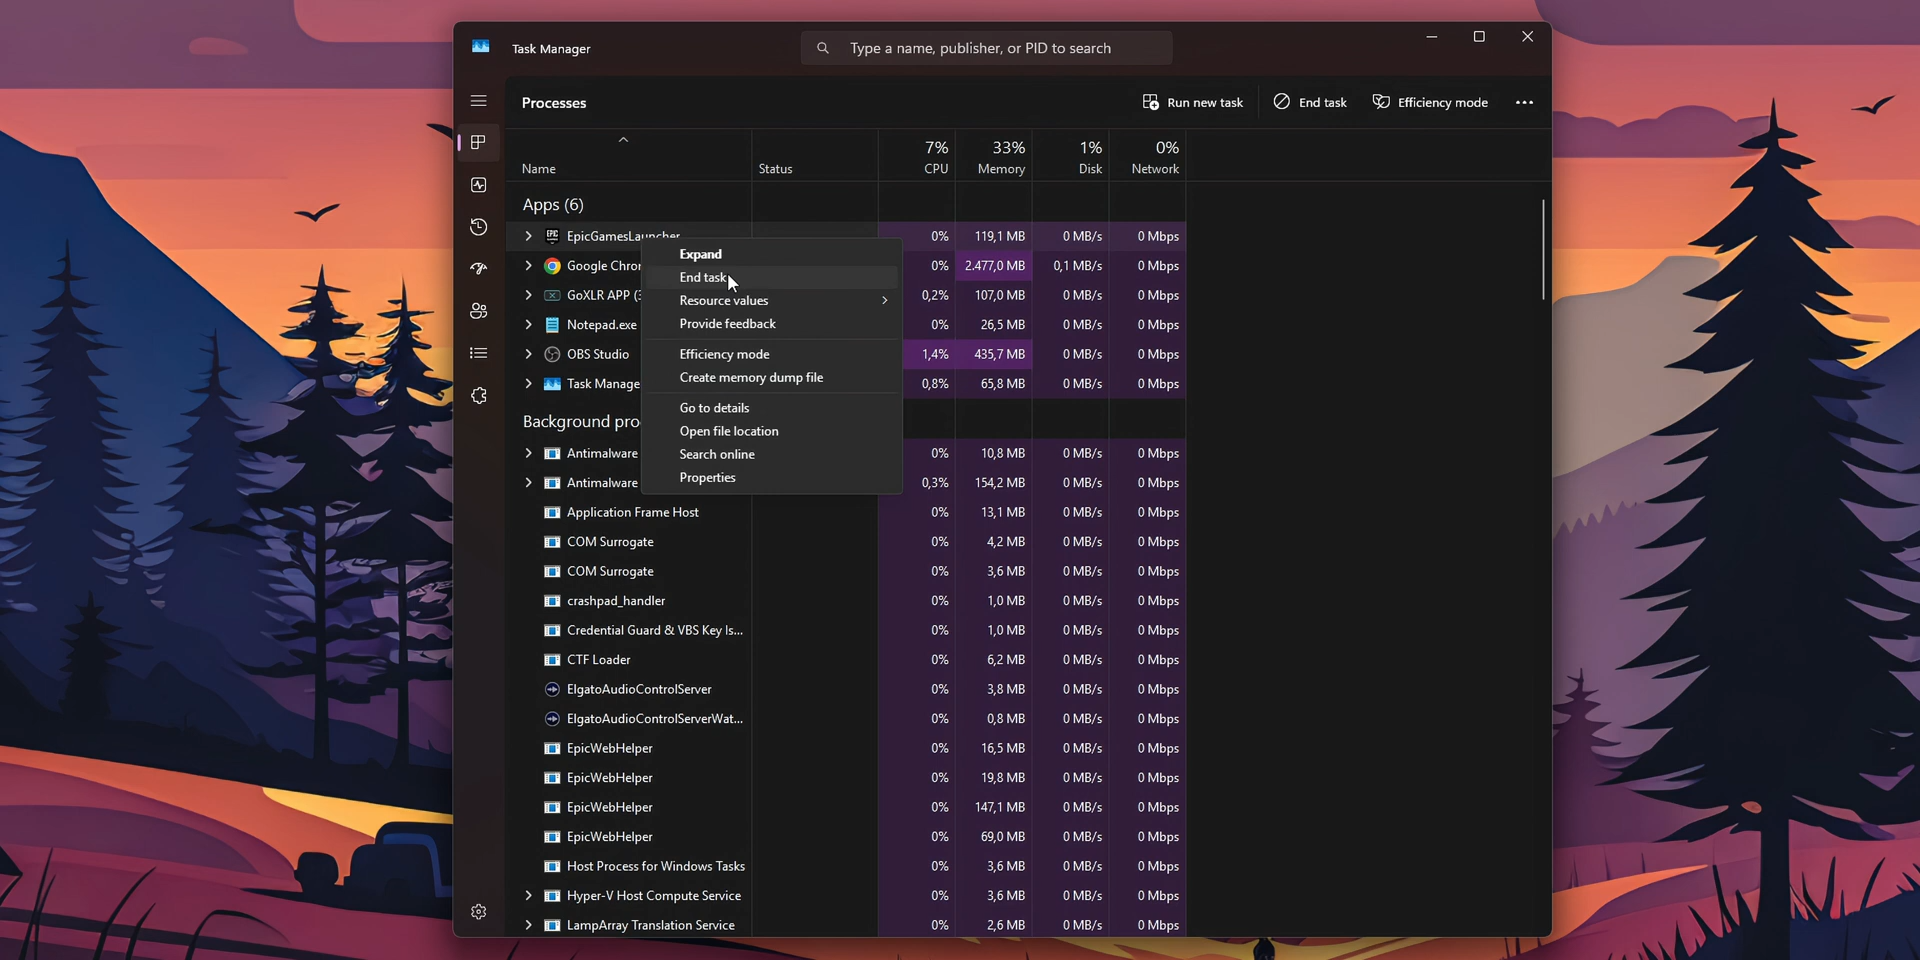 Task Manager
Type a name, publisher, or PID to search
Processes
Run new task
End task
Efficiency mode
7% 33% 1% 0%
Name Status CPU Memory Disk Network
Apps (6)
EpicGamesLauncher 0% 119,1 MB 0 MB/s 0 Mbps
Google Chror 0% 2.477,0 MB 0,1 MB/s 0 Mbps
GoXLR APP (3 0,2% 107,0 MB 0 MB/s 0 Mbps
Notepad.exe 0% 26,5 MB 0 MB/s 0 Mbps
OBS Studio 1,4% 435,7 MB 0 MB/s 0 Mbps
Task Manage 0,8% 65,8 MB 0 MB/s 0 Mbps
Expand
End task
Resource values
Provide feedback
Efficiency mode
Create memory dump file
Go to details
Open file location
Search online
Properties
Background pro
Antimalware 0% 10,8 MB 0 MB/s 0 Mbps
Antimalware 0,3% 154,2 MB 0 MB/s 0 Mbps
Application Frame Host 0% 13,1 MB 0 MB/s 0 Mbps
COM Surrogate 0% 4,2 MB 0 MB/s 0 Mbps
COM Surrogate 0% 3,6 MB 0 MB/s 0 Mbps
crashpad_handler 0% 1,0 MB 0 MB/s 0 Mbps
Credential Guard & VBS Key Is... 0% 1,0 MB 0 MB/s 0 Mbps
CTF Loader 0% 6,2 MB 0 MB/s 0 Mbps
ElgatoAudioControlServer 0% 3,8 MB 0 MB/s 0 Mbps
ElgatoAudioControlServerWat... 0% 0,8 MB 0 MB/s 0 Mbps
EpicWebHelper 0% 16,5 MB 0 MB/s 0 Mbps
EpicWebHelper 0% 19,8 MB 0 MB/s 0 Mbps
EpicWebHelper 0% 147,1 MB 0 MB/s 0 Mbps
EpicWebHelper 0% 69,0 MB 0 MB/s 0 Mbps
Host Process for Windows Tasks 0% 3,6 MB 0 MB/s 0 Mbps
Hyper-V Host Compute Service 0% 3,6 MB 0 MB/s 0 Mbps
LampArray Translation Service 0% 2,6 MB 0 MB/s 0 Mbps